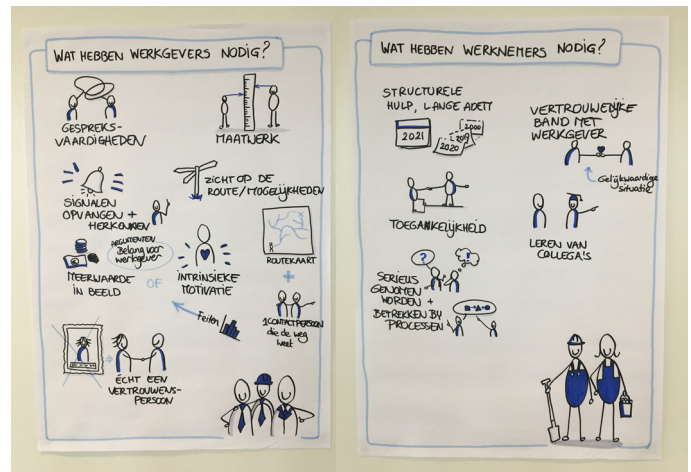 WAT HEBBEN WERKGEVERS NODIG?
GESPREKS-
VAARDIGHEDEN
MAATWERK
SIGNALEN
OPVANGEN +
HERKENNEN
ZICHT OP DE
ROUTE/MOGELIJKHEDEN
ARGUMENTEN
Belang voor
werkgever
MEERWAARDE
IN BEELD
OF
INTRINSIEKE
MOTIVATIE
ROUTEKAART
+
1 CONTACTPERSOON
die de weg
weet
Feiten
ÉCHT EEN
VERTROUWENS-
PERSOON
WAT HEBBEN WERKNEMERS NODIG?
STRUCTURELE
HULP, LANGE ADEM
2021
2020
2019
2000
VERTROUWELIJKE
BAND MET
WERKGEVER
Gelijkwaardige
situatie
TOEGANKELIJKHEID
LEREN VAN
COLLEGA'S
?
!
SERIEUS
GENOMEN
WORDEN +
BETREKKEN BY
PROCESSEN